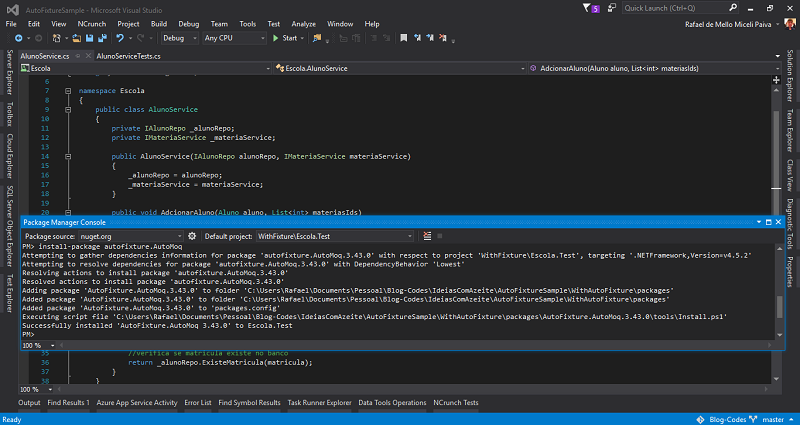 AutoFixtureSample - Microsoft Visual Studio
5
Quick Launch (Ctrl+Q)
File Edit View NCrunch Project Build Debug Team Tools Test Analyze Window Help
Rafael de Mello Miceli Paiva
Debug Any CPU Start
AlunoService.cs AlunoServiceTests.cs
Escola Escola.AlunoService AdcionarAluno(Aluno aluno, List<int> materiasIds)
Server Explorer
Toolbox
Cloud Explorer
SQL Server Object Explorer
Test Explorer
6
7 namespace Escola
8 {
9 public class AlunoService
10 {
11 private IAlunoRepo _alunoRepo;
12 private IMateriaService _materiaService;
13
14 public AlunoService(IAlunoRepo alunoRepo, IMateriaService materiaService)
15 {
16 _alunoRepo = alunoRepo;
17 _materiaService = materiaService;
18 }
19
20 public void AdcionarAluno(Aluno aluno, List<int> materiasIds)
Package Manager Console
Package source: nuget.org Default project: WithFixture\Escola.Test
PM> install-package autofixture.AutoMoq
Attempting to gather dependencies information for package 'autofixture.AutoMoq.3.43.0' with respect to project 'WithFixture\Escola.Test', targeting '.NETFramework,Version=v4.5.2'
Attempting to resolve dependencies for package 'autofixture.AutoMoq.3.43.0' with DependencyBehavior 'Lowest'
Resolving actions to install package 'autofixture.AutoMoq.3.43.0'
Resolved actions to install package 'autofixture.AutoMoq.3.43.0'
Adding package 'AutoFixture.AutoMoq.3.43.0' to folder 'C:\Users\Rafael\Documents\Pessoal\Blog-Codes\IdeiasComAzeite\AutoFixtureSample\WithAutoFixture\packages'
Added package 'AutoFixture.AutoMoq.3.43.0' to folder 'C:\Users\Rafael\Documents\Pessoal\Blog-Codes\IdeiasComAzeite\AutoFixtureSample\WithAutoFixture\packages'
Added package 'AutoFixture.AutoMoq.3.43.0' to 'packages.config'
Executing script file 'C:\Users\Rafael\Documents\Pessoal\Blog-Codes\IdeiasComAzeite\AutoFixtureSample\WithAutoFixture\packages\AutoFixture.AutoMoq.3.43.0\tools\Install.ps1'
Successfully installed 'AutoFixture.AutoMoq 3.43.0' to Escola.Test
PM>
100 %
35 //verifica se matricula existe no banco
36 return _alunoRepo.ExisteMatricula(matricula);
37 }
38 }
100 %
Solution Explorer
Team Explorer
Class View
Diagnostic Tools
Properties
Output Find Results 1 Azure App Service Activity Error List Find Symbol Results Task Runner Explorer Data Tools Operations NCrunch Tests
Ready Blog-Codes master